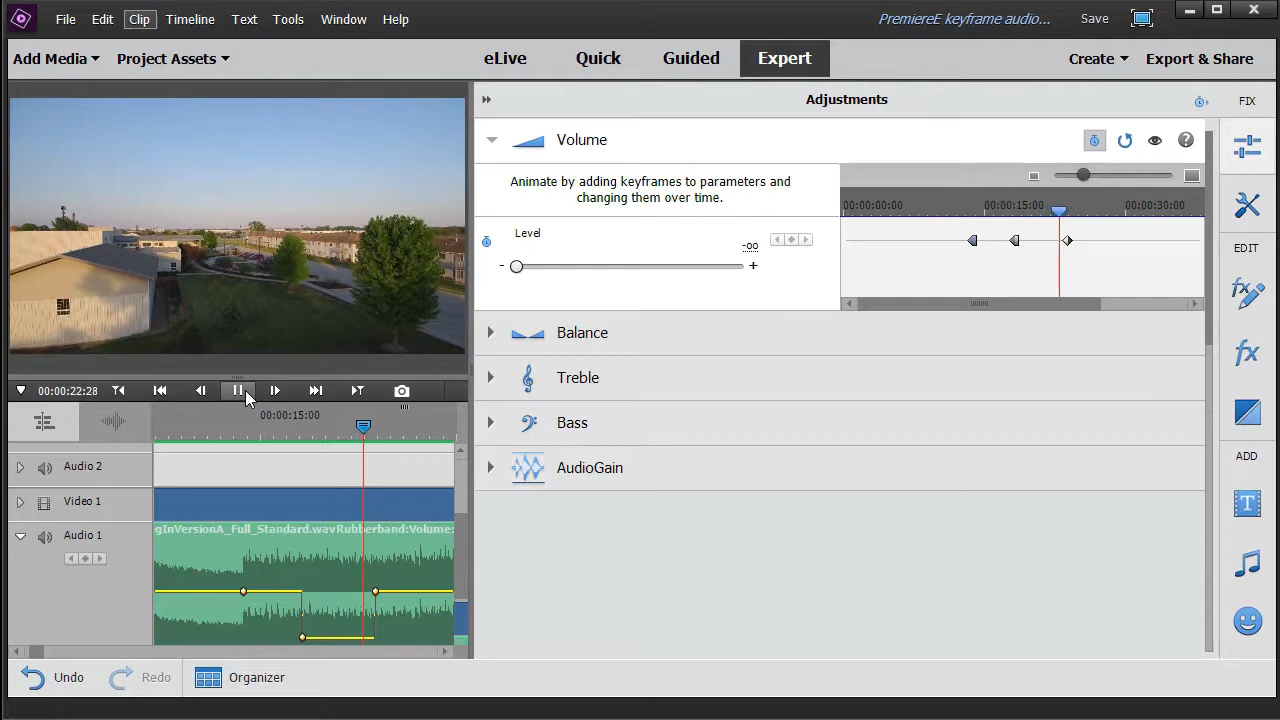 File Edit Clip Timeline Text Tools Window Help PremiereE keyframe audio... Save
Add Media Project Assets eLive Quick Guided Expert Create Export & Share
Adjustments FIX
Volume
Animate by adding keyframes to parameters and
changing them over time.
00:00:00:00 00:00:15:00 00:00:30:00
Level
-oo
- +
Balance
EDIT
Treble
00:00:22:28
00:00:15:00
Bass
Audio 2
AudioGain
ADD
Video 1
Audio 1
gInVersionA_Full_Standard.wavRubberband:Volume:
Undo Redo Organizer